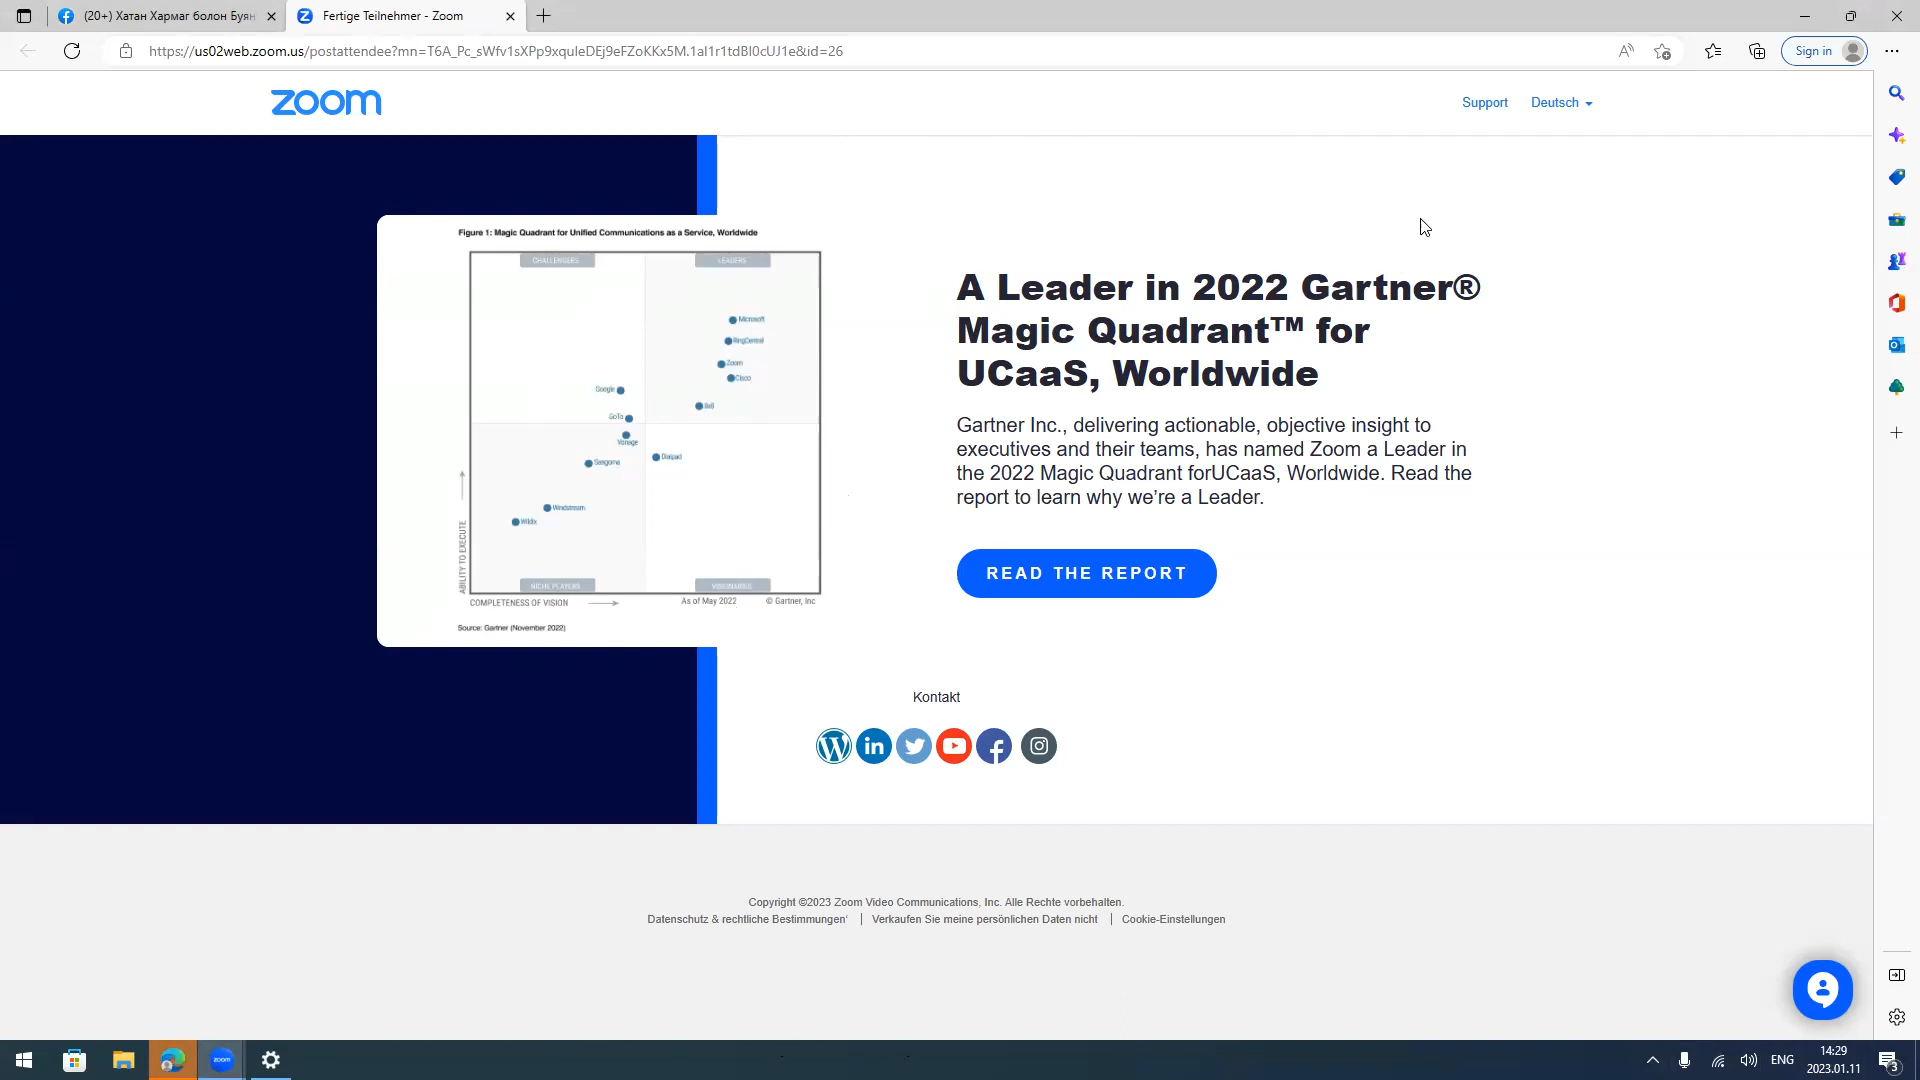 (20+) Хатан Хармаг болон Буян
Fertige Teilnehmer - Zoom
https://us02web.zoom.us/postattendee?mn=T6A_Pc_sWfv1sXPp9xquleDEj9eFZoKKx5M.1al1r1tdBl0cUJ1e&id=26
Sign in
zoom
Support
Deutsch
Figure 1: Magic Quadrant for Unified Communications as a Service, Worldwide
CHALLENGERS
LEADERS
Microsoft
RingCentral
Zoom
Cisco
Google
8x8
GoTo
Vonage
Dialpad
Sangoma
Windstream
Wildix
ABILITY TO EXECUTE
NICHE PLAYERS
VISIONARIES
COMPLETENESS OF VISION
As of May 2022
© Gartner, Inc
Source: Gartner (November 2022)
A Leader in 2022 Gartner®
Magic Quadrant™ for
UCaaS, Worldwide
Gartner Inc., delivering actionable, objective insight to
executives and their teams, has named Zoom a Leader in
the 2022 Magic Quadrant forUCaaS, Worldwide. Read the
report to learn why we’re a Leader.
READ THE REPORT
Kontakt
Copyright ©2023 Zoom Video Communications, Inc. Alle Rechte vorbehalten.
Datenschutz & rechtliche Bestimmungen' | Verkaufen Sie meine persönlichen Daten nicht | Cookie-Einstellungen
zoom
ENG
14:29
2023.01.11
3